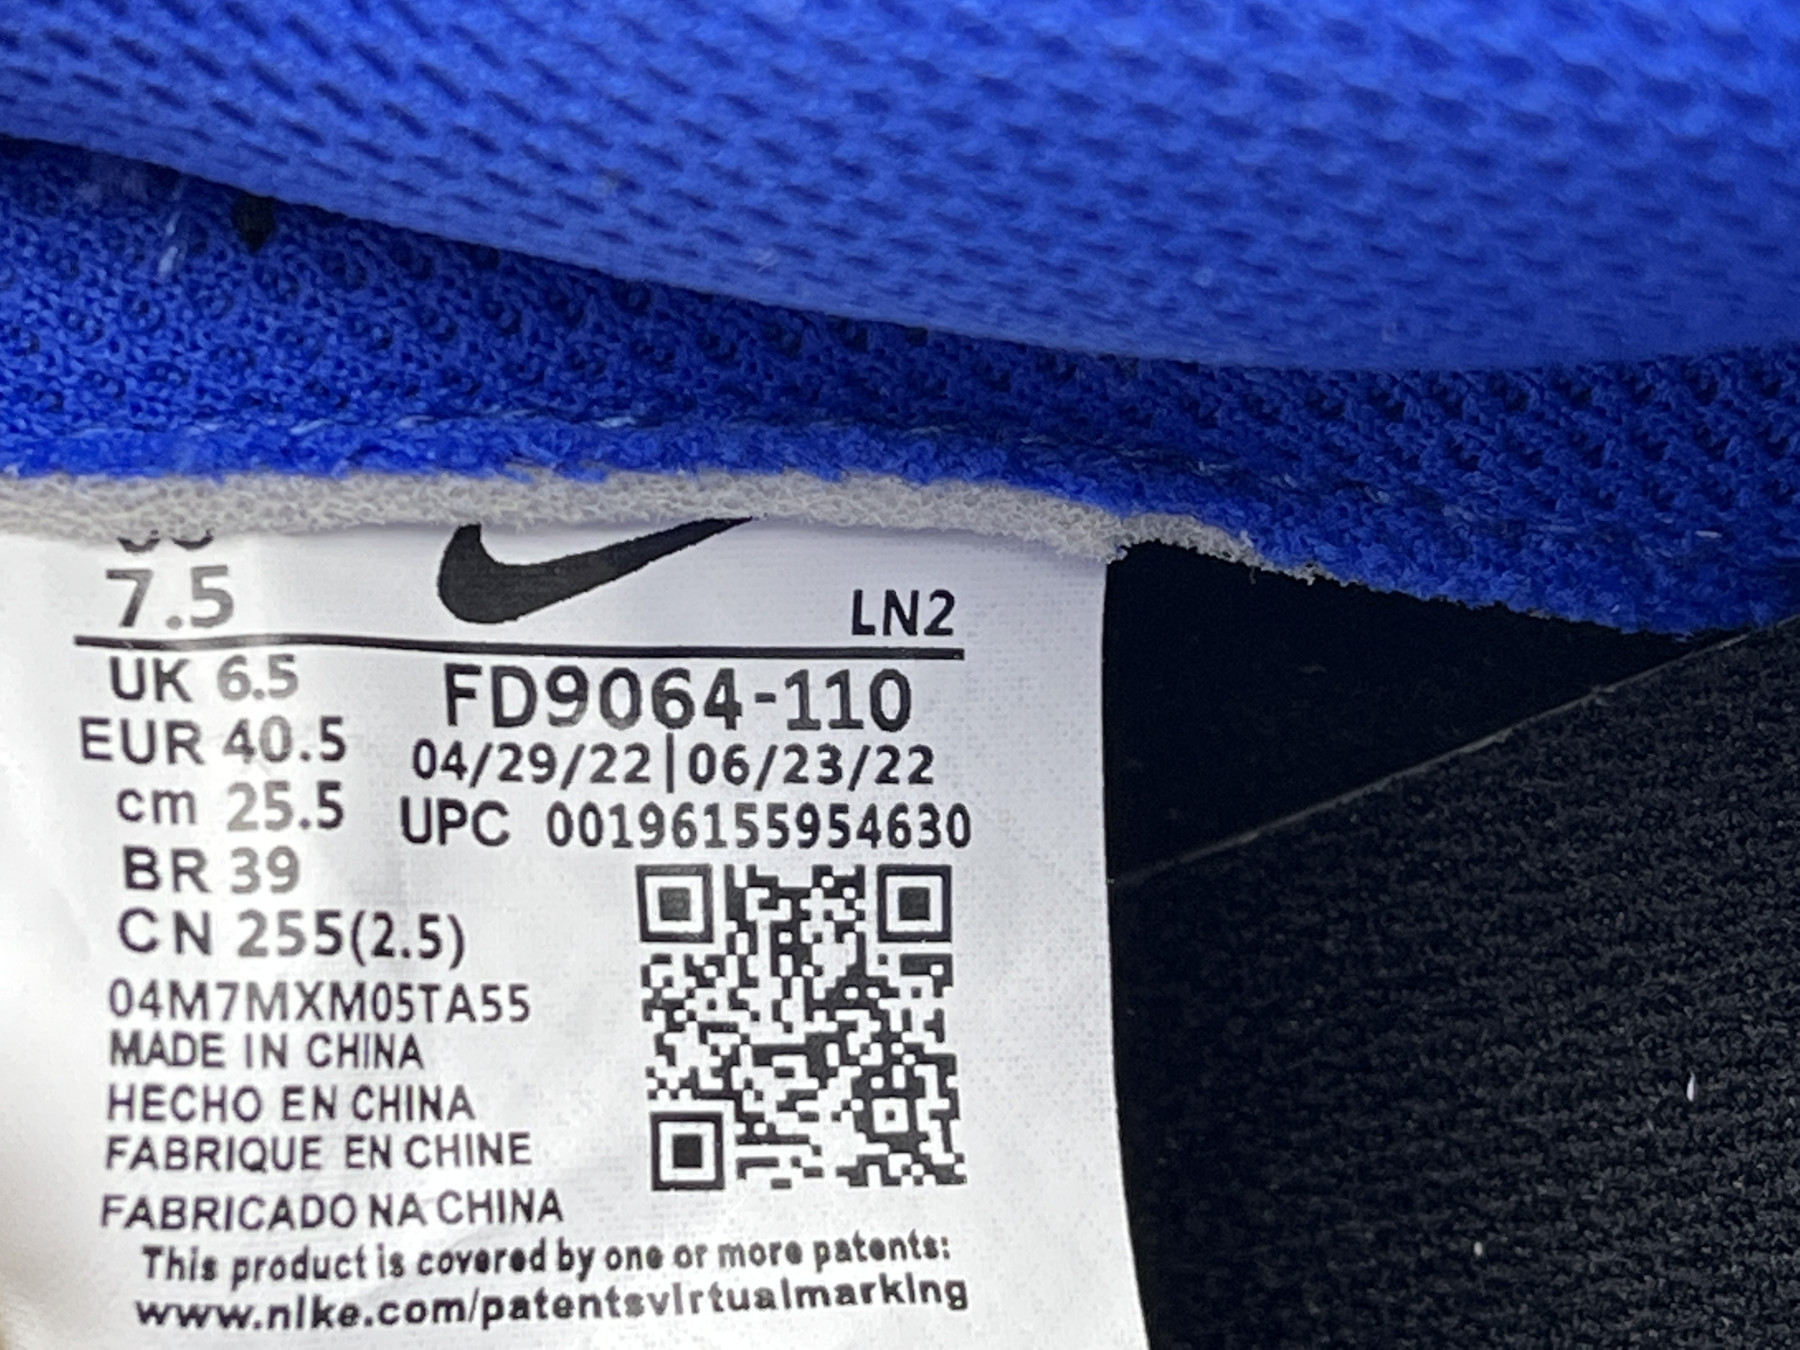 7.5
LN2
UK 6.5
FD9064-110
EUR 40.5
04/29/22|06/23/22
cm 25.5
UPC 00196155954630
BR 39
CN 255(2.5)
04M7MXM05TA55
MADE IN CHINA
HECHO EN CHINA
FABRIQUE EN CHINE
FABRICADO NA CHINA
This product is covered by one or more patents:
www.nike.com/patentsvirtualmarking